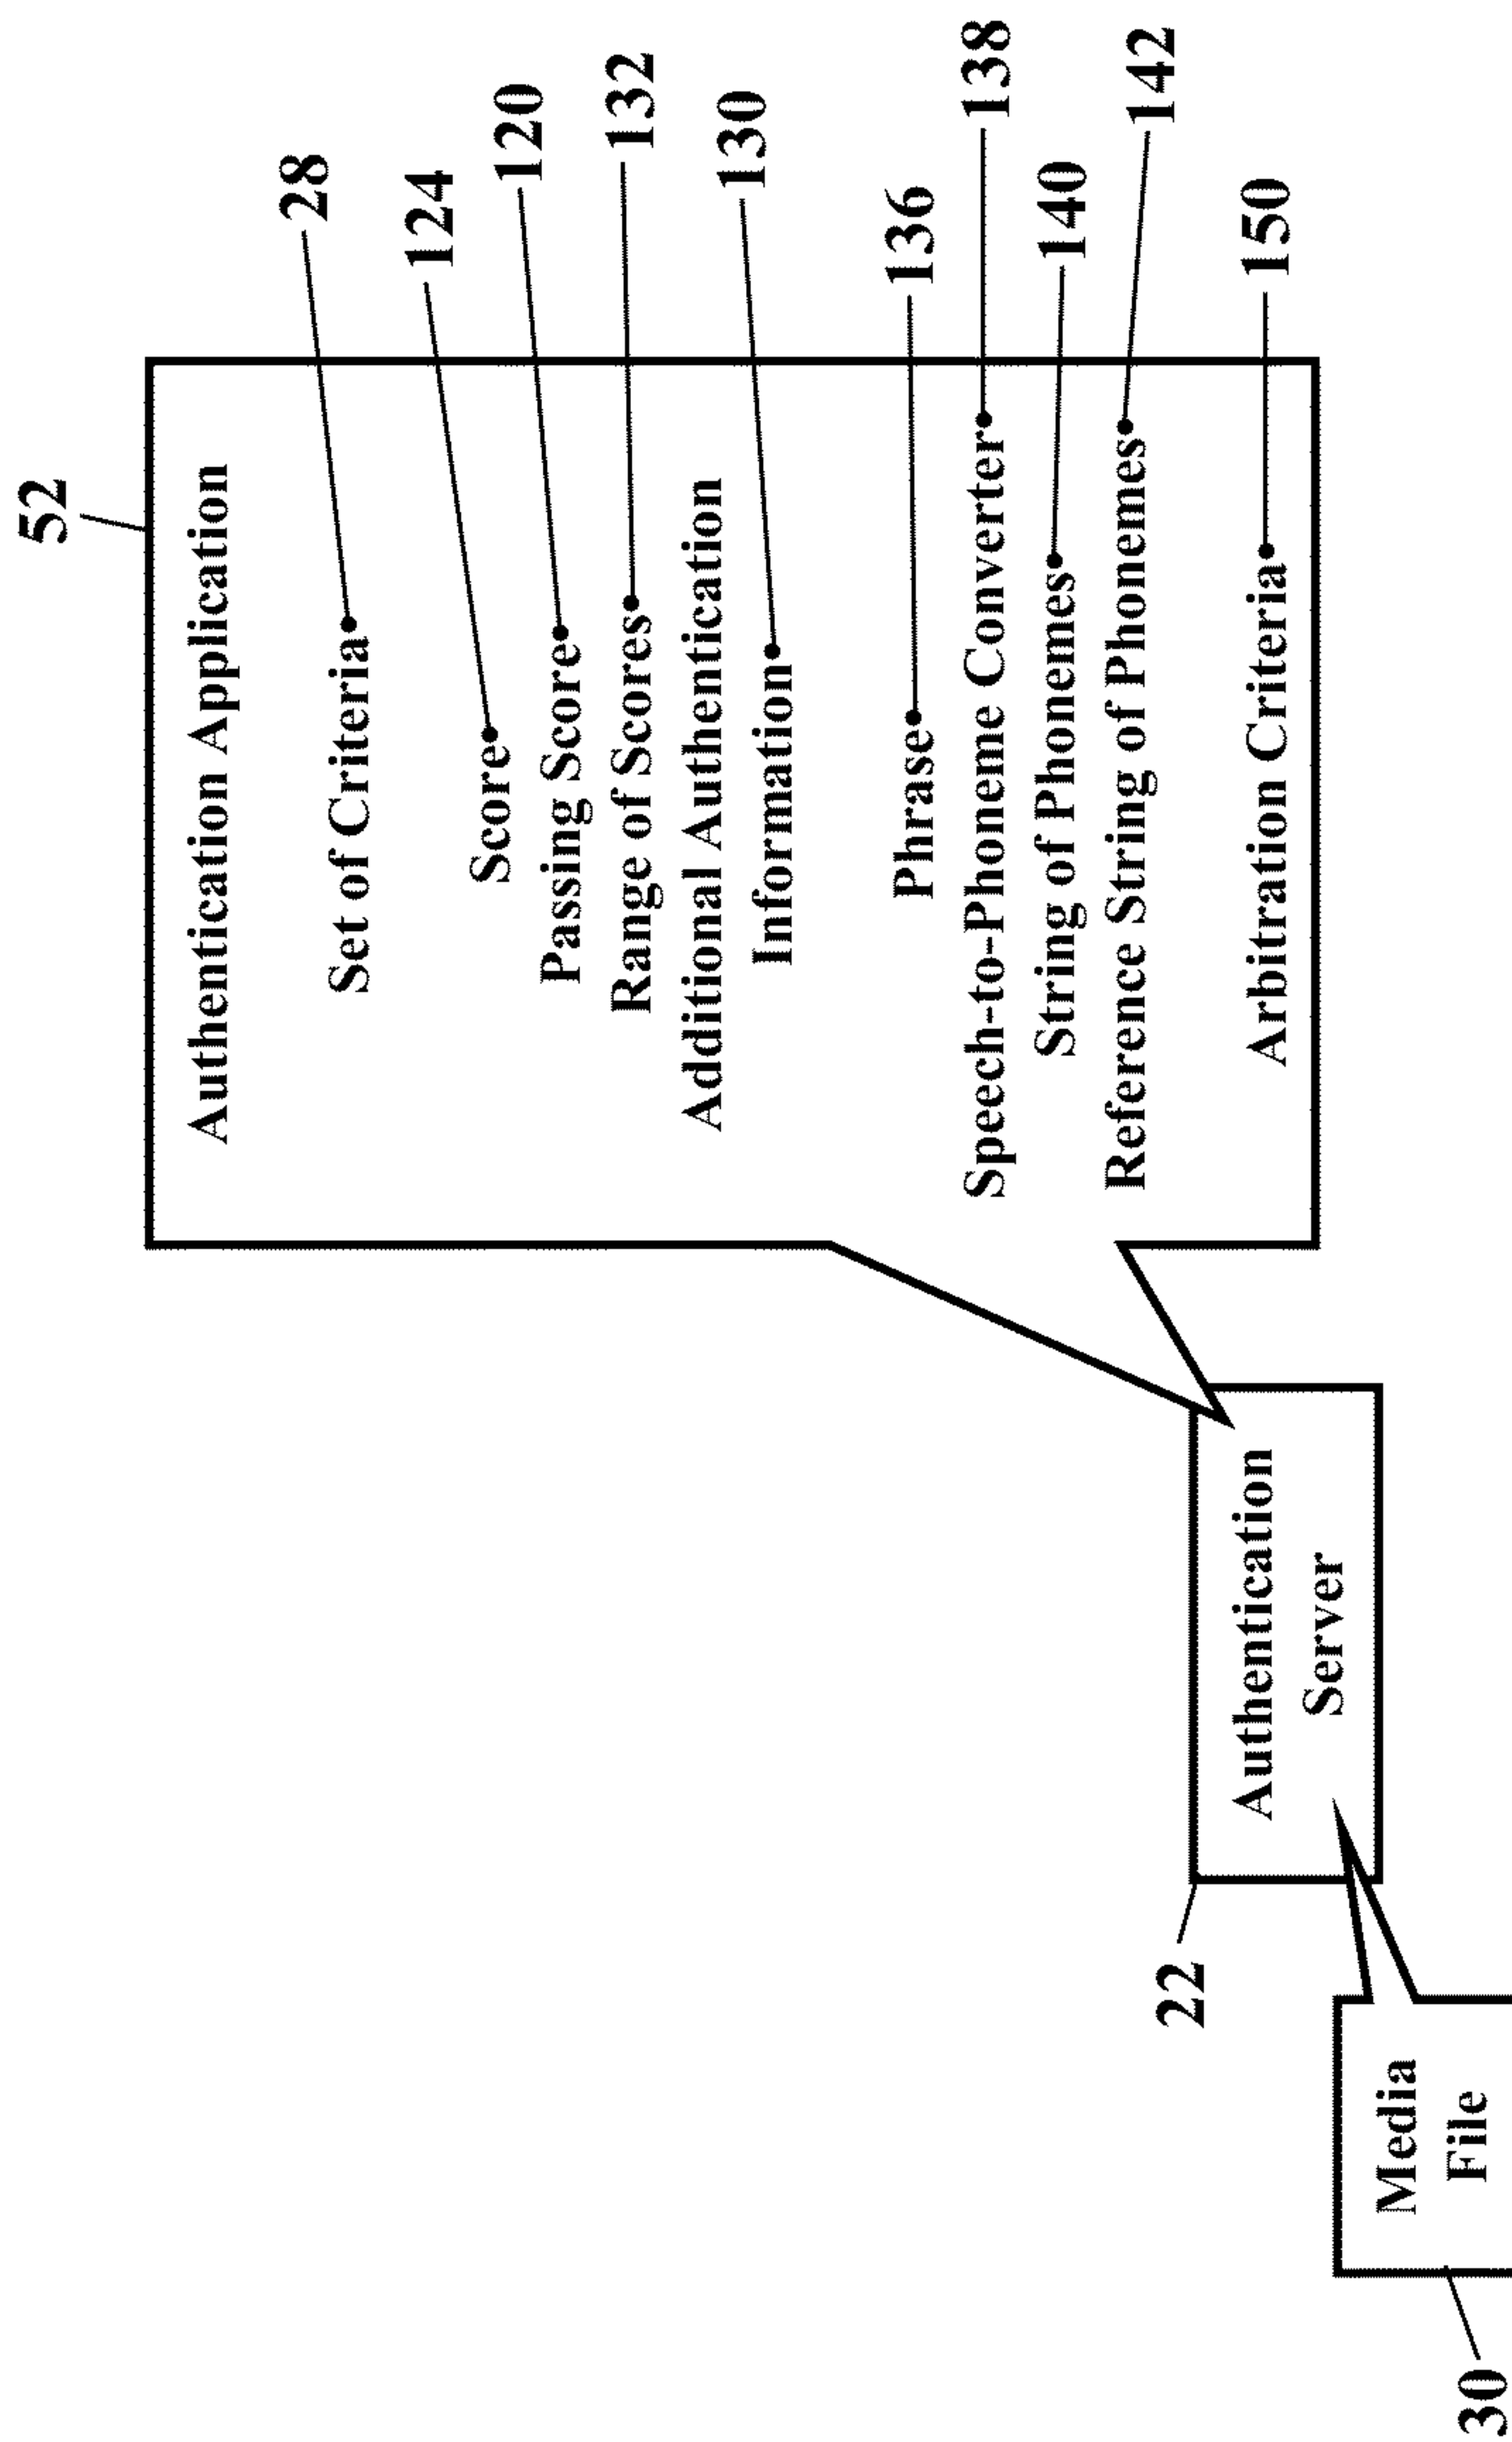 52
Authentication Application
Set of Criteria
28
Score
124
Passing Score
120
Range of Scores
132
Additional Authentication
Information
130
Phrase
136
Speech-to-Phoneme Converter
138
String of Phonemes
140
Reference String of Phonemes
142
Arbitration Criteria
150
22
Authentication
Server
30
Media
File